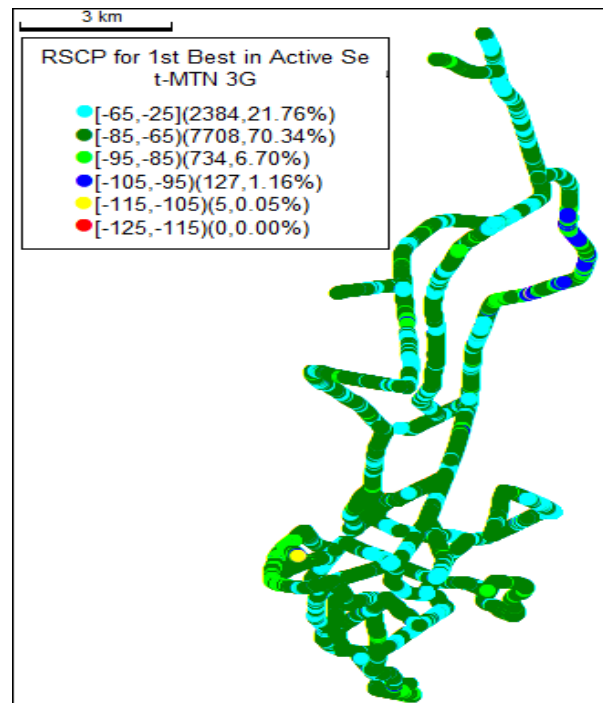 3 km
RSCP for 1st Best in Active Se
t-MTN 3G
[-65,-25](2384,21.76%)
[-85,-65)(7708,70.34%)
[-95,-85)(734,6.70%)
[-105,-95)(127,1.16%)
[-115,-105)(5,0.05%)
[-125,-115)(0,0.00%)